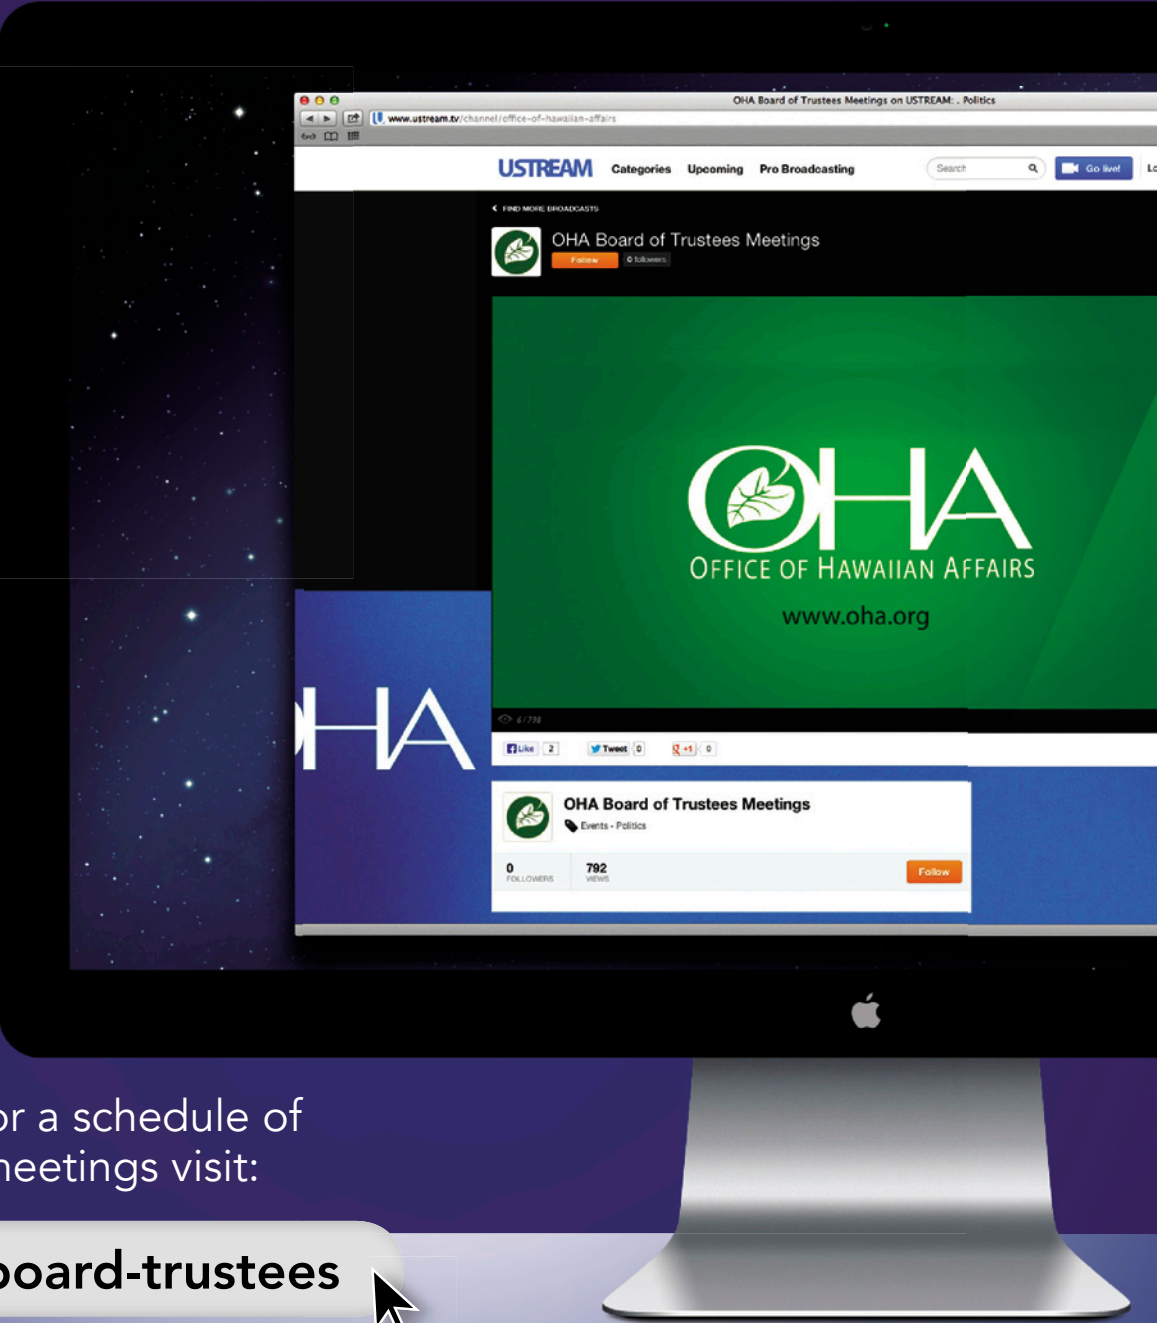 OHA Board of Trustees Meetings on USTREAM: . Politics
www.ustream.tv/channel/office-of-hawaiian-affairs
USTREAM Categories Upcoming Pro Broadcasting Search Go live! Lo
FIND MORE BROADCASTS
OHA Board of Trustees Meetings
Follow 0 followers
OHA
OFFICE OF HAWAIIAN AFFAIRS
www.oha.org
HA
6/798
Like 2 Tweet 0 +1 0
OHA Board of Trustees Meetings
Events - Politics
0 792
FOLLOWERS VIEWS
Follow
or a schedule of
meetings visit:
board-trustees